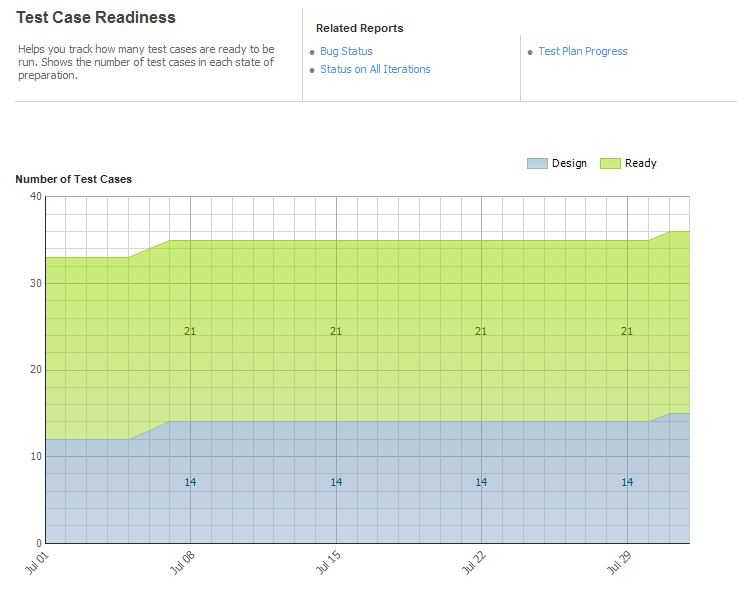 Test Case Readiness
Helps you track how many test cases are ready to be
run. Shows the number of test cases in each state of
preparation.
Related Reports
Bug Status
Status on All Iterations
Test Plan Progress
Design
Ready
Number of Test Cases
40
30
20
10
0
21
21
21
21
14
14
14
14
Jul 01
Jul 08
Jul 15
Jul 22
Jul 29